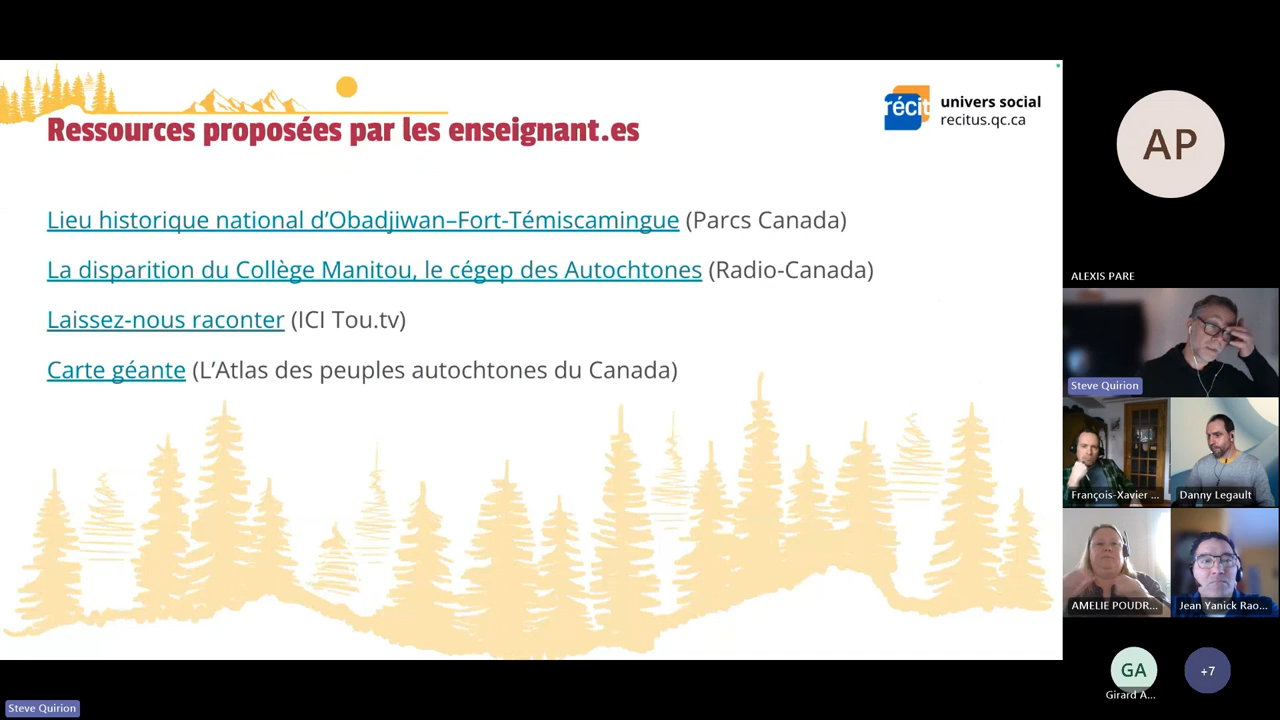 Ressources proposées par les enseignant.es
récit
univers social
recitus.qc.ca
Lieu historique national d’Obadjiwan–Fort-Témiscamingue (Parcs Canada)
La disparition du Collège Manitou, le cégep des Autochtones (Radio-Canada)
Laissez-nous raconter (ICI Tou.tv)
Carte géante (L’Atlas des peuples autochtones du Canada)
AP
ALEXIS PARE
Steve Quirion
François-Xavier ...
Danny Legault
AMELIE POUDR...
Jean Yanick Rao...
GA
Girard A...
+7
Steve Quirion